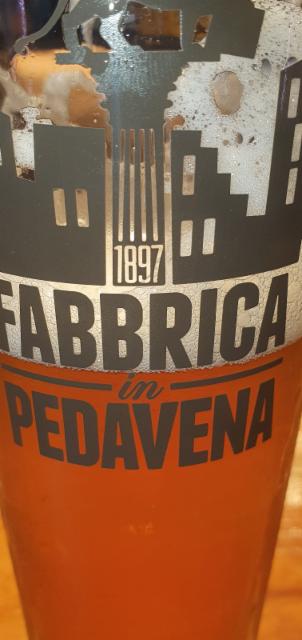 1897
FABBRICA
in
PEDAVENA